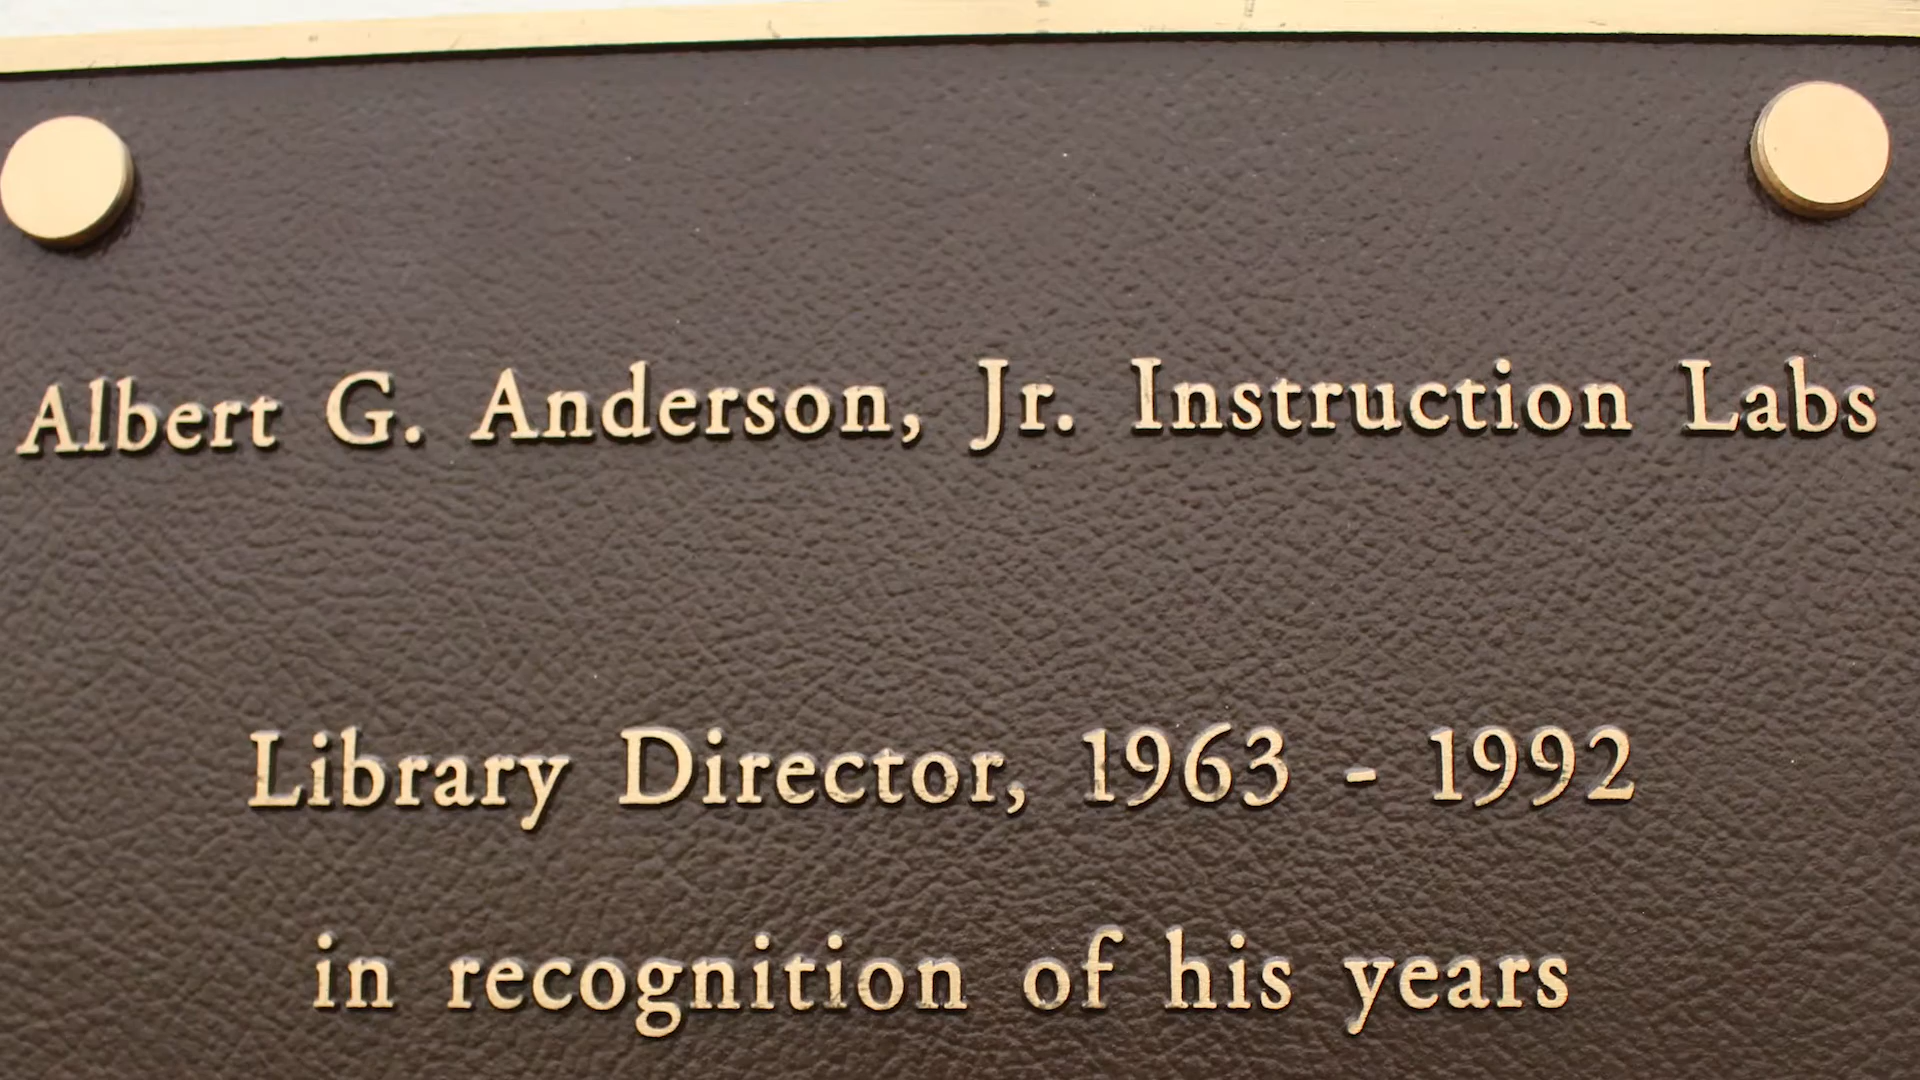 Albert G. Anderson, Jr. Instruction Labs
Library Director, 1963 - 1992
in recognition of his years